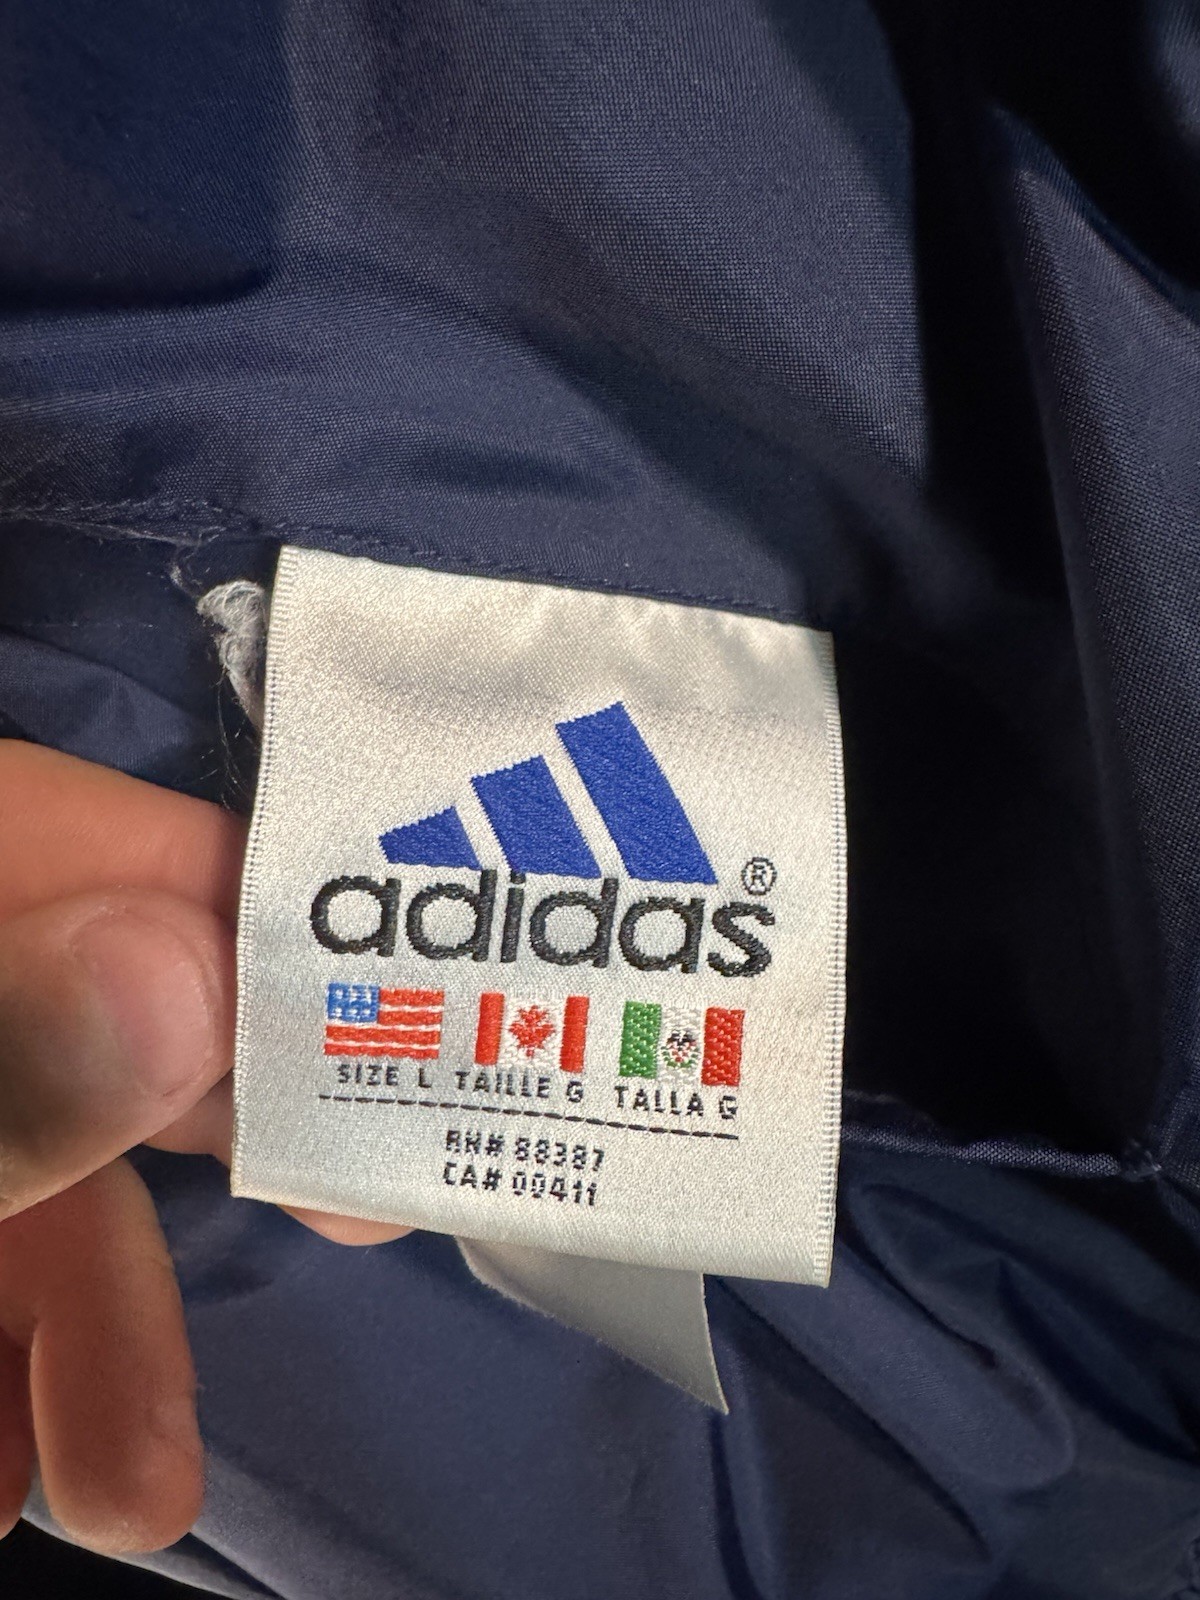 adidas®
SIZE L TAILLE G TALLA G
RN# 88387
CA# 00411